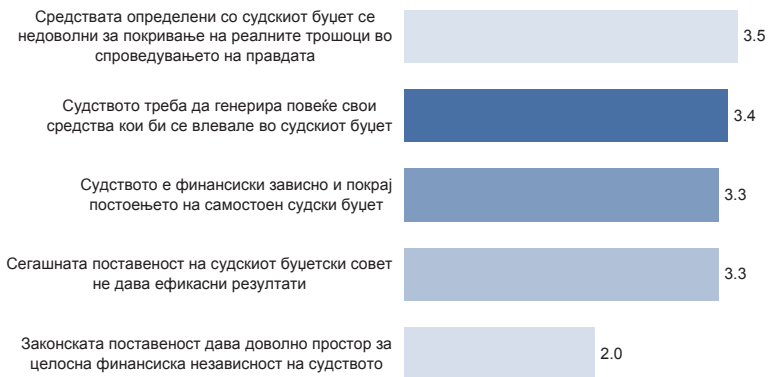 Средствата определени со судскиот буџет се
недоволни за покривање на реалните трошоци во
спроведувањето на правдата
3.5
Судството треба да генерира повеќе свои
средства кои би се влевале во судскиот буџет
3.4
Судството е финансиски зависно и покрај
постоењето на самостоен судски буџет
3.3
Сегашната поставеност на судскиот буџетски совет
не дава ефикасни резултати
3.3
Законската поставеност дава доволно простор за
целосна финансиска независност на судството
2.0